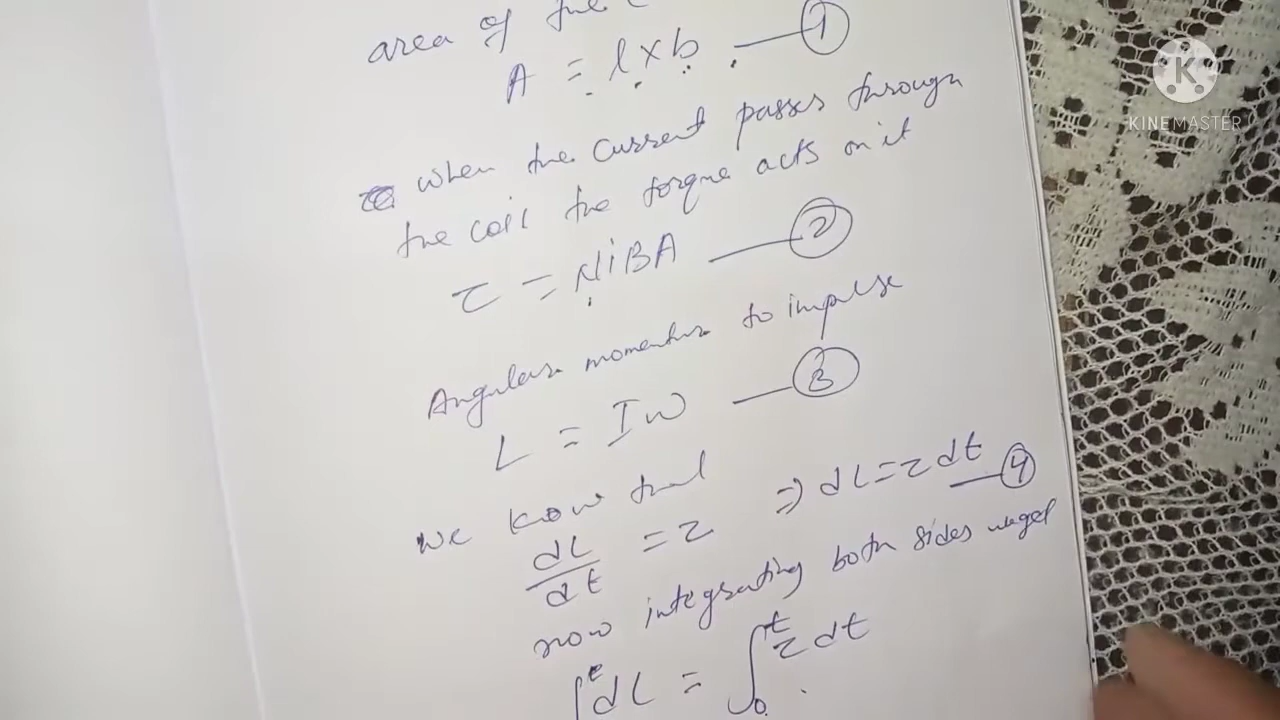 area of the
A = l x b. — 1
when the current passes through
the coil the torque acts on it
τ = NiBA — 2
Angular momentum to impulse
L = Iω — 3
we know that
dL/dt = τ ⇒ dL = τ dt — 4
now integrating both sides we get
∫ᵗ dL = ∫₀ᵗ τ dt
K
KINEMASTER